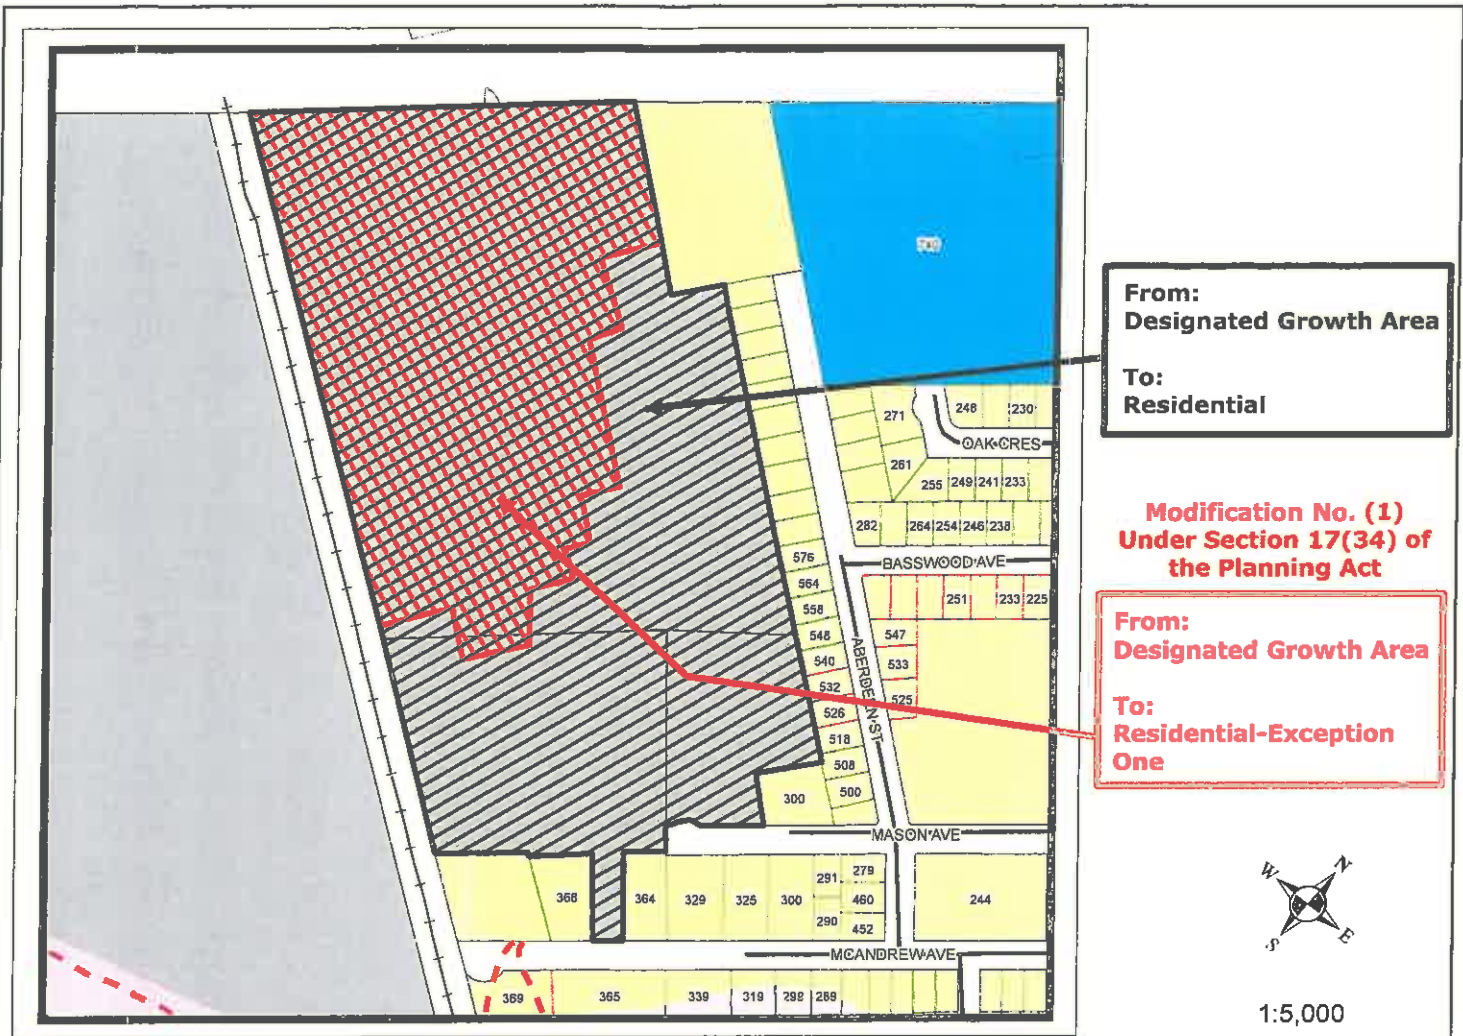 From:
Designated Growth Area
To:
Residential
Modification No. (1)
Under Section 17(34) of
the Planning Act
From:
Designated Growth Area
To:
Residential-Exception
One
271
248
230
OAK CRES
261
255
249
241
233
282
264
254
246
238
576
BASSWOOD AVE
564
251
233
225
558
548
547
540
533
532
525
526
ABERDEEN ST
518
508
500
300
MASON AVE
368
364
329
325
300
291
279
460
290
452
244
MCANDREW AVE
369
365
339
319
298
289
W
N
S
E
1:5,000